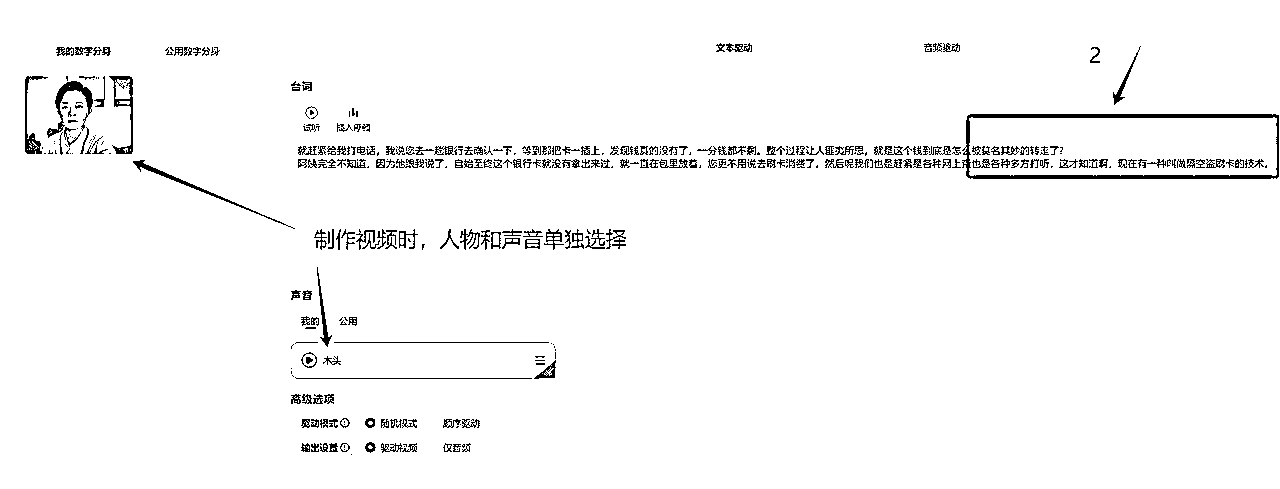 我的数字分身 公用数字分身 文本驱动 音频驱动
2
台词
试听 插入停顿
就赶紧给我打电话，我说您去一趟银行去确认一下，等到那把卡一插上，发现钱真的没有了，一分钱都不剩。整个过程让人匪夷所思，就是这个钱到底是怎么被莫名其妙的转走了？
阿姨完全不知道，因为他跟我说了，自始至终这个银行卡就没有拿出来过，就一直在包里放着，您更不用说去刷卡消费了。然后呢我们也是赶紧是各种网上查也是各种多方打听，这才知道啊，现在有一种叫做隔空盗刷卡的技术。
制作视频时，人物和声音单独选择
声音
我的 公用
木头
高级选项
驱动模式 随机模式 顺序驱动
输出设置 驱动视频 仅音频